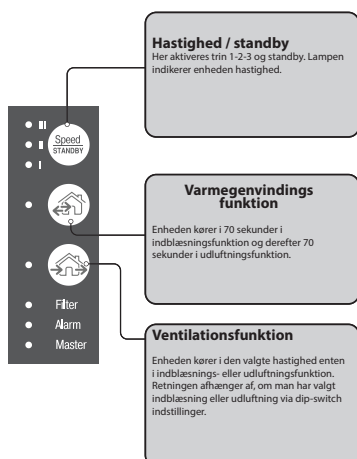 Hastighed / standby
Her aktiveres trin 1-2-3 og standby. Lampen
indikerer enheden hastighed.
III
II
I
Speed
STANDBY
Varmegenvindings
funktion
Enheden kører i 70 sekunder i
indblæsningsfunktion og derefter 70
sekunder i udluftningsfunktion.
Filter
Alarm
Master
Ventilationsfunktion
Enheden kører i den valgte hastighed enten
i indblæsnings- eller udluftningsfunktion.
Retningen afhænger af, om man har valgt
indblæsning eller udluftning via dip-switch
indstillinger.